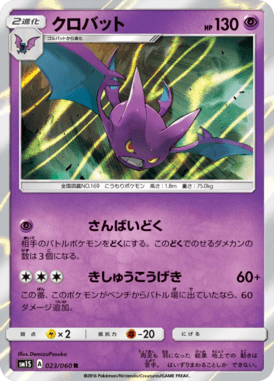 2進化
クロバット
HP 130
ゴルバットから進化
全国図鑑NO.169 こうもりポケモン 高さ:1.8m 重さ:75.0kg
さんばいどく
相手のバトルポケモンをどくにする。このどくでのせるダメカン
の数は3個になる。
きしゅうこうげき 60+
この番、このポケモンがベンチからバトル場に出ていたなら、60
ダメージ追加。
弱点 ×2 抵抗力 -20 にげる
Illus.DemizuPosuka
sm1S A 023/060 R
©2016 Pokémon/Nintendo/Creatures/GAME FREAK.